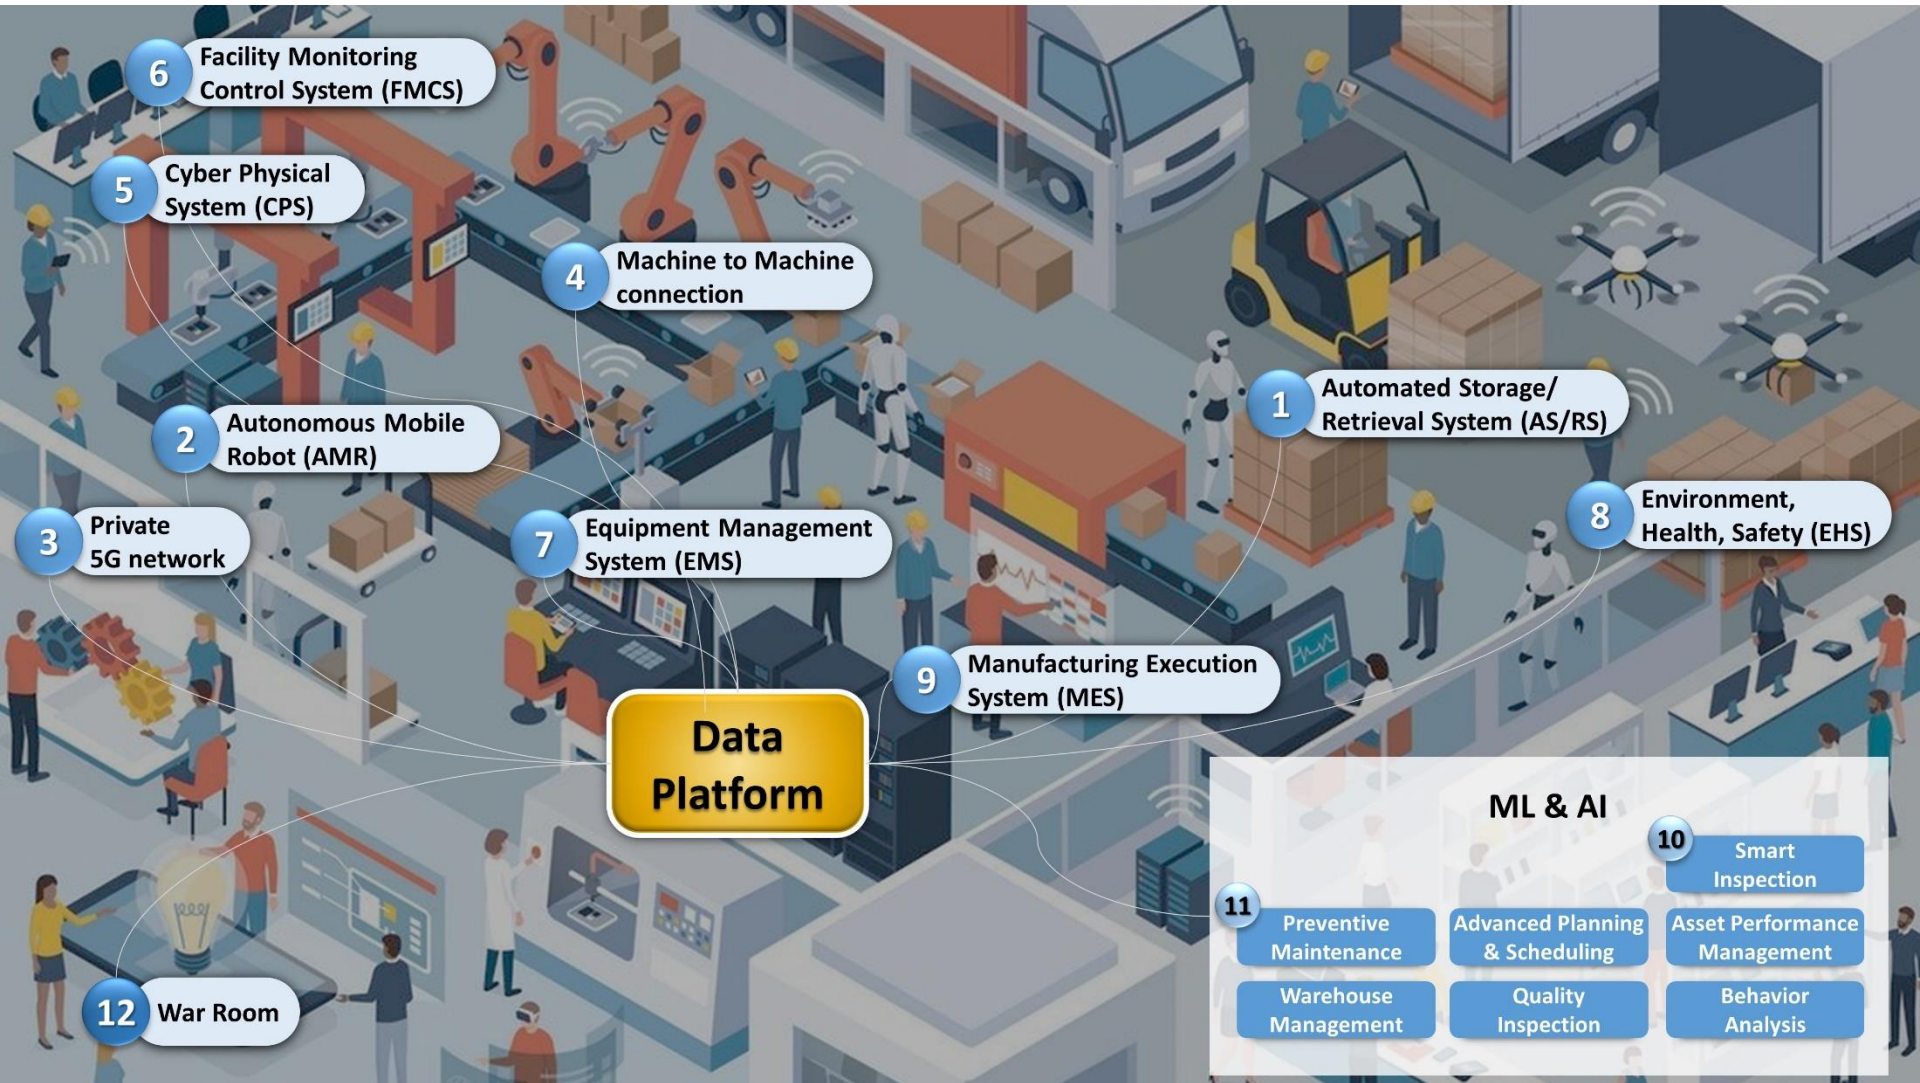 6
Facility Monitoring
Control System (FMCS)
5
Cyber Physical
System (CPS)
4
Machine to Machine
connection
1
Automated Storage/
Retrieval System (AS/RS)
2
Autonomous Mobile
Robot (AMR)
3
Private
5G network
7
Equipment Management
System (EMS)
8
Environment,
Health, Safety (EHS)
9
Manufacturing Execution
System (MES)
Data
Platform
ML & AI
10
Smart
Inspection
11
Preventive
Maintenance
Advanced Planning
& Scheduling
Asset Performance
Management
Warehouse
Management
Quality
Inspection
Behavior
Analysis
12
War Room